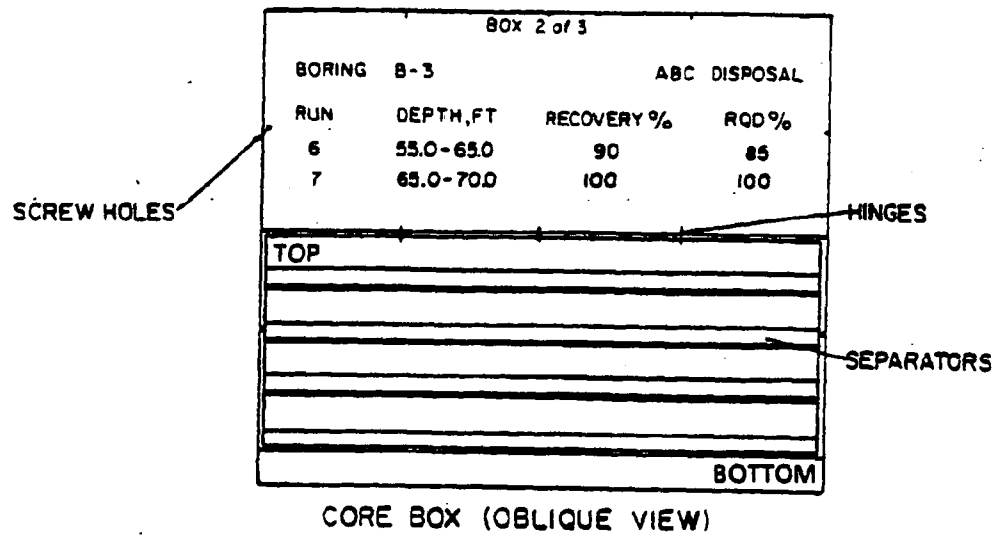 BOX 2 of 3
BORING B-3 ABC DISPOSAL
RUN DEPTH,FT RECOVERY % RQD %
6 55.0-65.0 90 85
7 65.0-70.0 100 100
SCREW HOLES
HINGES
TOP
SEPARATORS
BOTTOM
CORE BOX (OBLIQUE VIEW)